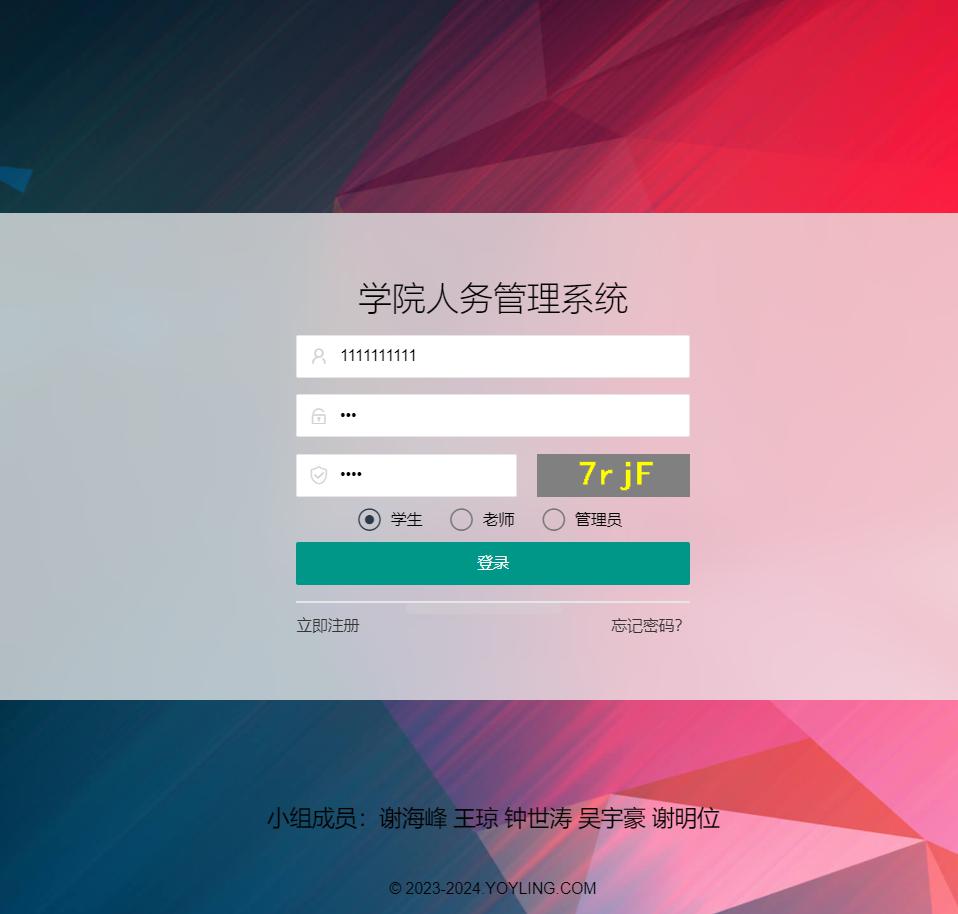 学院人务管理系统
1111111111
•••
••••
7rjF
学生 老师 管理员
登录
立即注册 忘记密码？
小组成员：谢海峰 王琼 钟世涛 吴宇豪 谢明位
© 2023-2024.YOYLING.COM